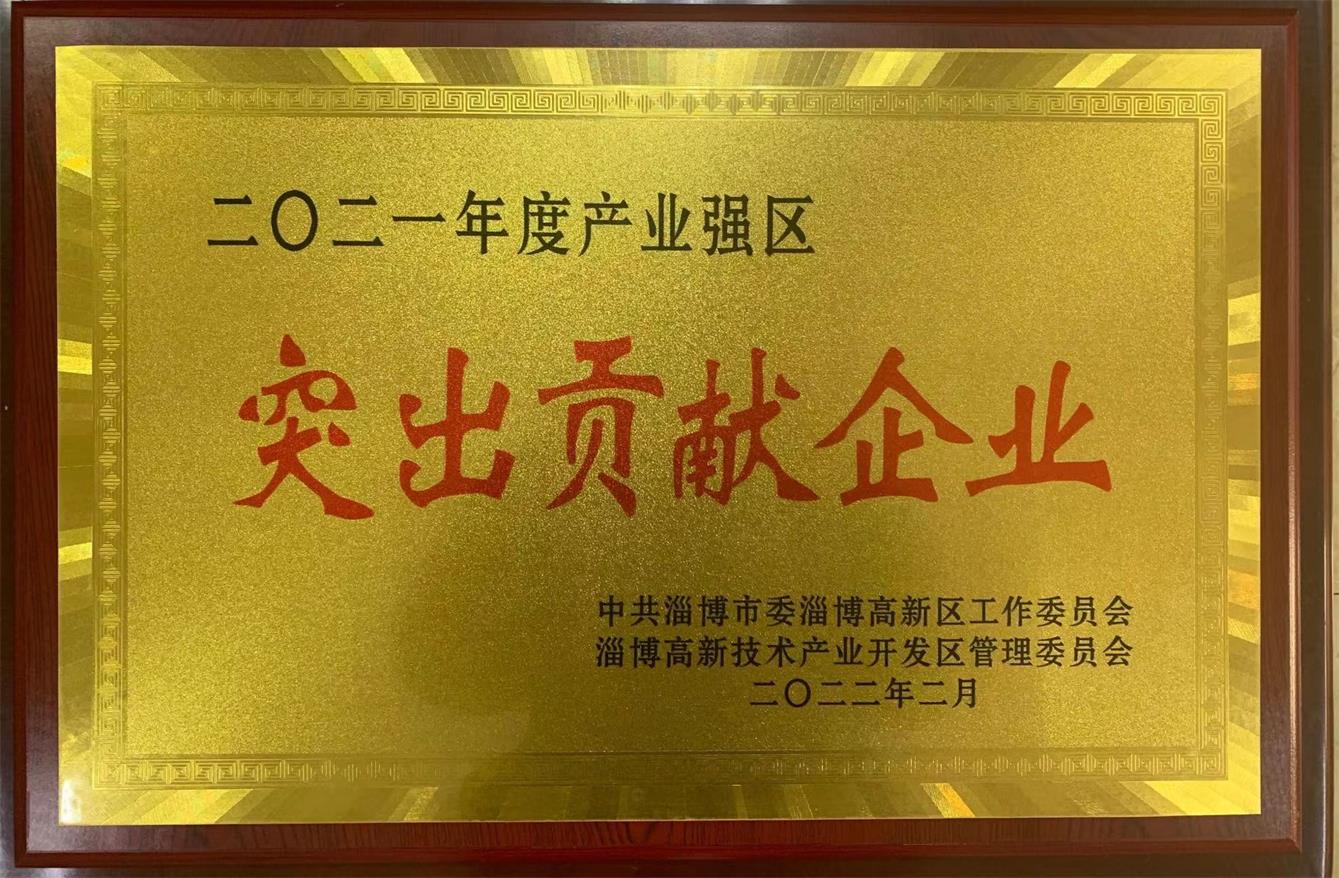 二〇二一年度产业强区
突出贡献企业
中共淄博市委淄博高新区工作委员会
淄博高新技术产业开发区管理委员会
二〇二二年二月